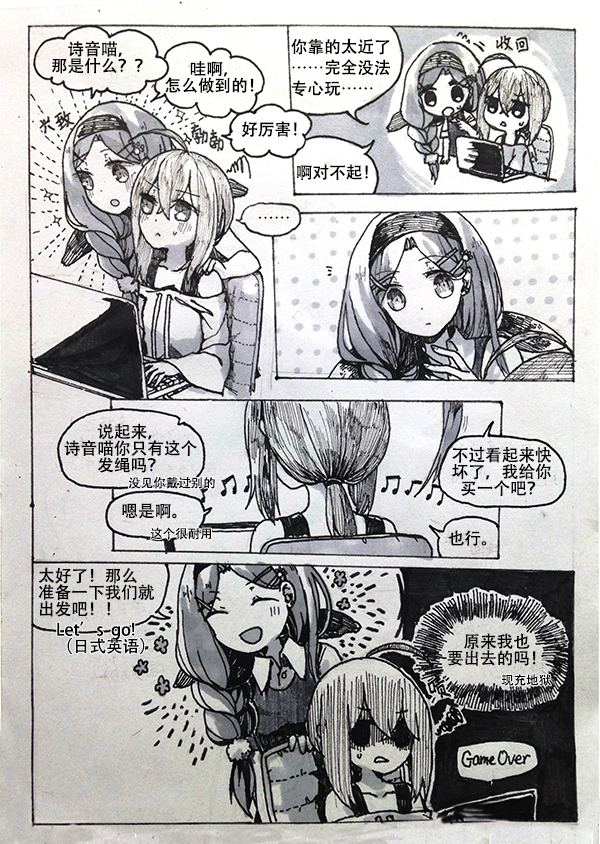 诗音喵,
那是什么？？
哇啊,
怎么做到的！
好厉害！
兴致
勃勃
……
你靠的太近了
……完全没法
专心玩……
收回
啊对不起！
说起来,
诗音喵你只有这个
发绳吗？
没见你戴过别的
嗯是啊。
这个很耐用
不过看起来快
坏了，我给你
买一个吧？
也行。
太好了！那么
准备一下我们就
出发吧！！
Let's go!
（日式英语）
原来我也
要出去的吗！
现充地狱
Game Over